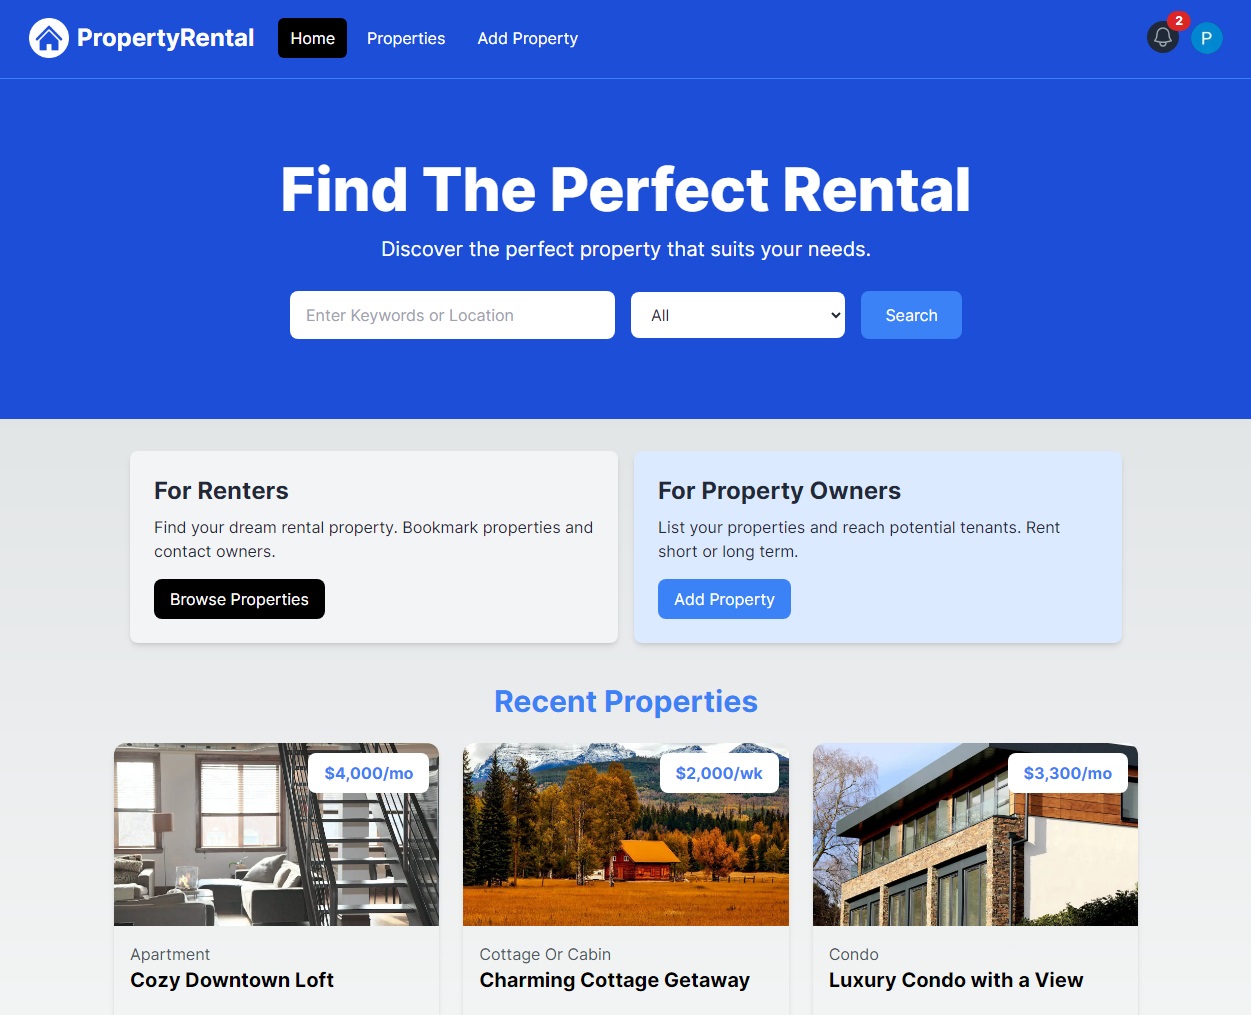 PropertyRental
Home
Properties
Add Property
2
P
Find The Perfect Rental
Discover the perfect property that suits your needs.
Enter Keywords or Location
All
Search
For Renters
Find your dream rental property. Bookmark properties and
contact owners.
Browse Properties
For Property Owners
List your properties and reach potential tenants. Rent
short or long term.
Add Property
Recent Properties
$4,000/mo
Apartment
Cozy Downtown Loft
$2,000/wk
Cottage Or Cabin
Charming Cottage Getaway
$3,300/mo
Condo
Luxury Condo with a View